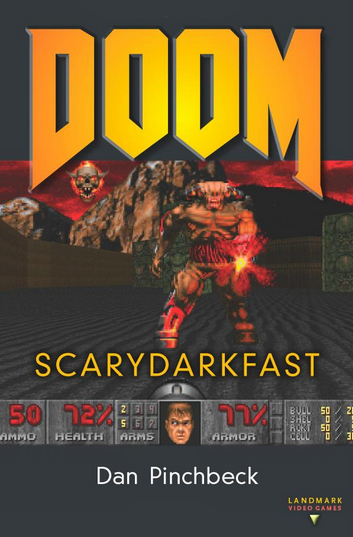 DOOM
SCARYDARKFAST
50 72% 2 3 4 77% BULL 50
5 6 7 SHEL 0
RCKT 50
AMMO HEALTH ARMS ARMOR CELL 0
Dan Pinchbeck
LANDMARK
VIDEO GAMES